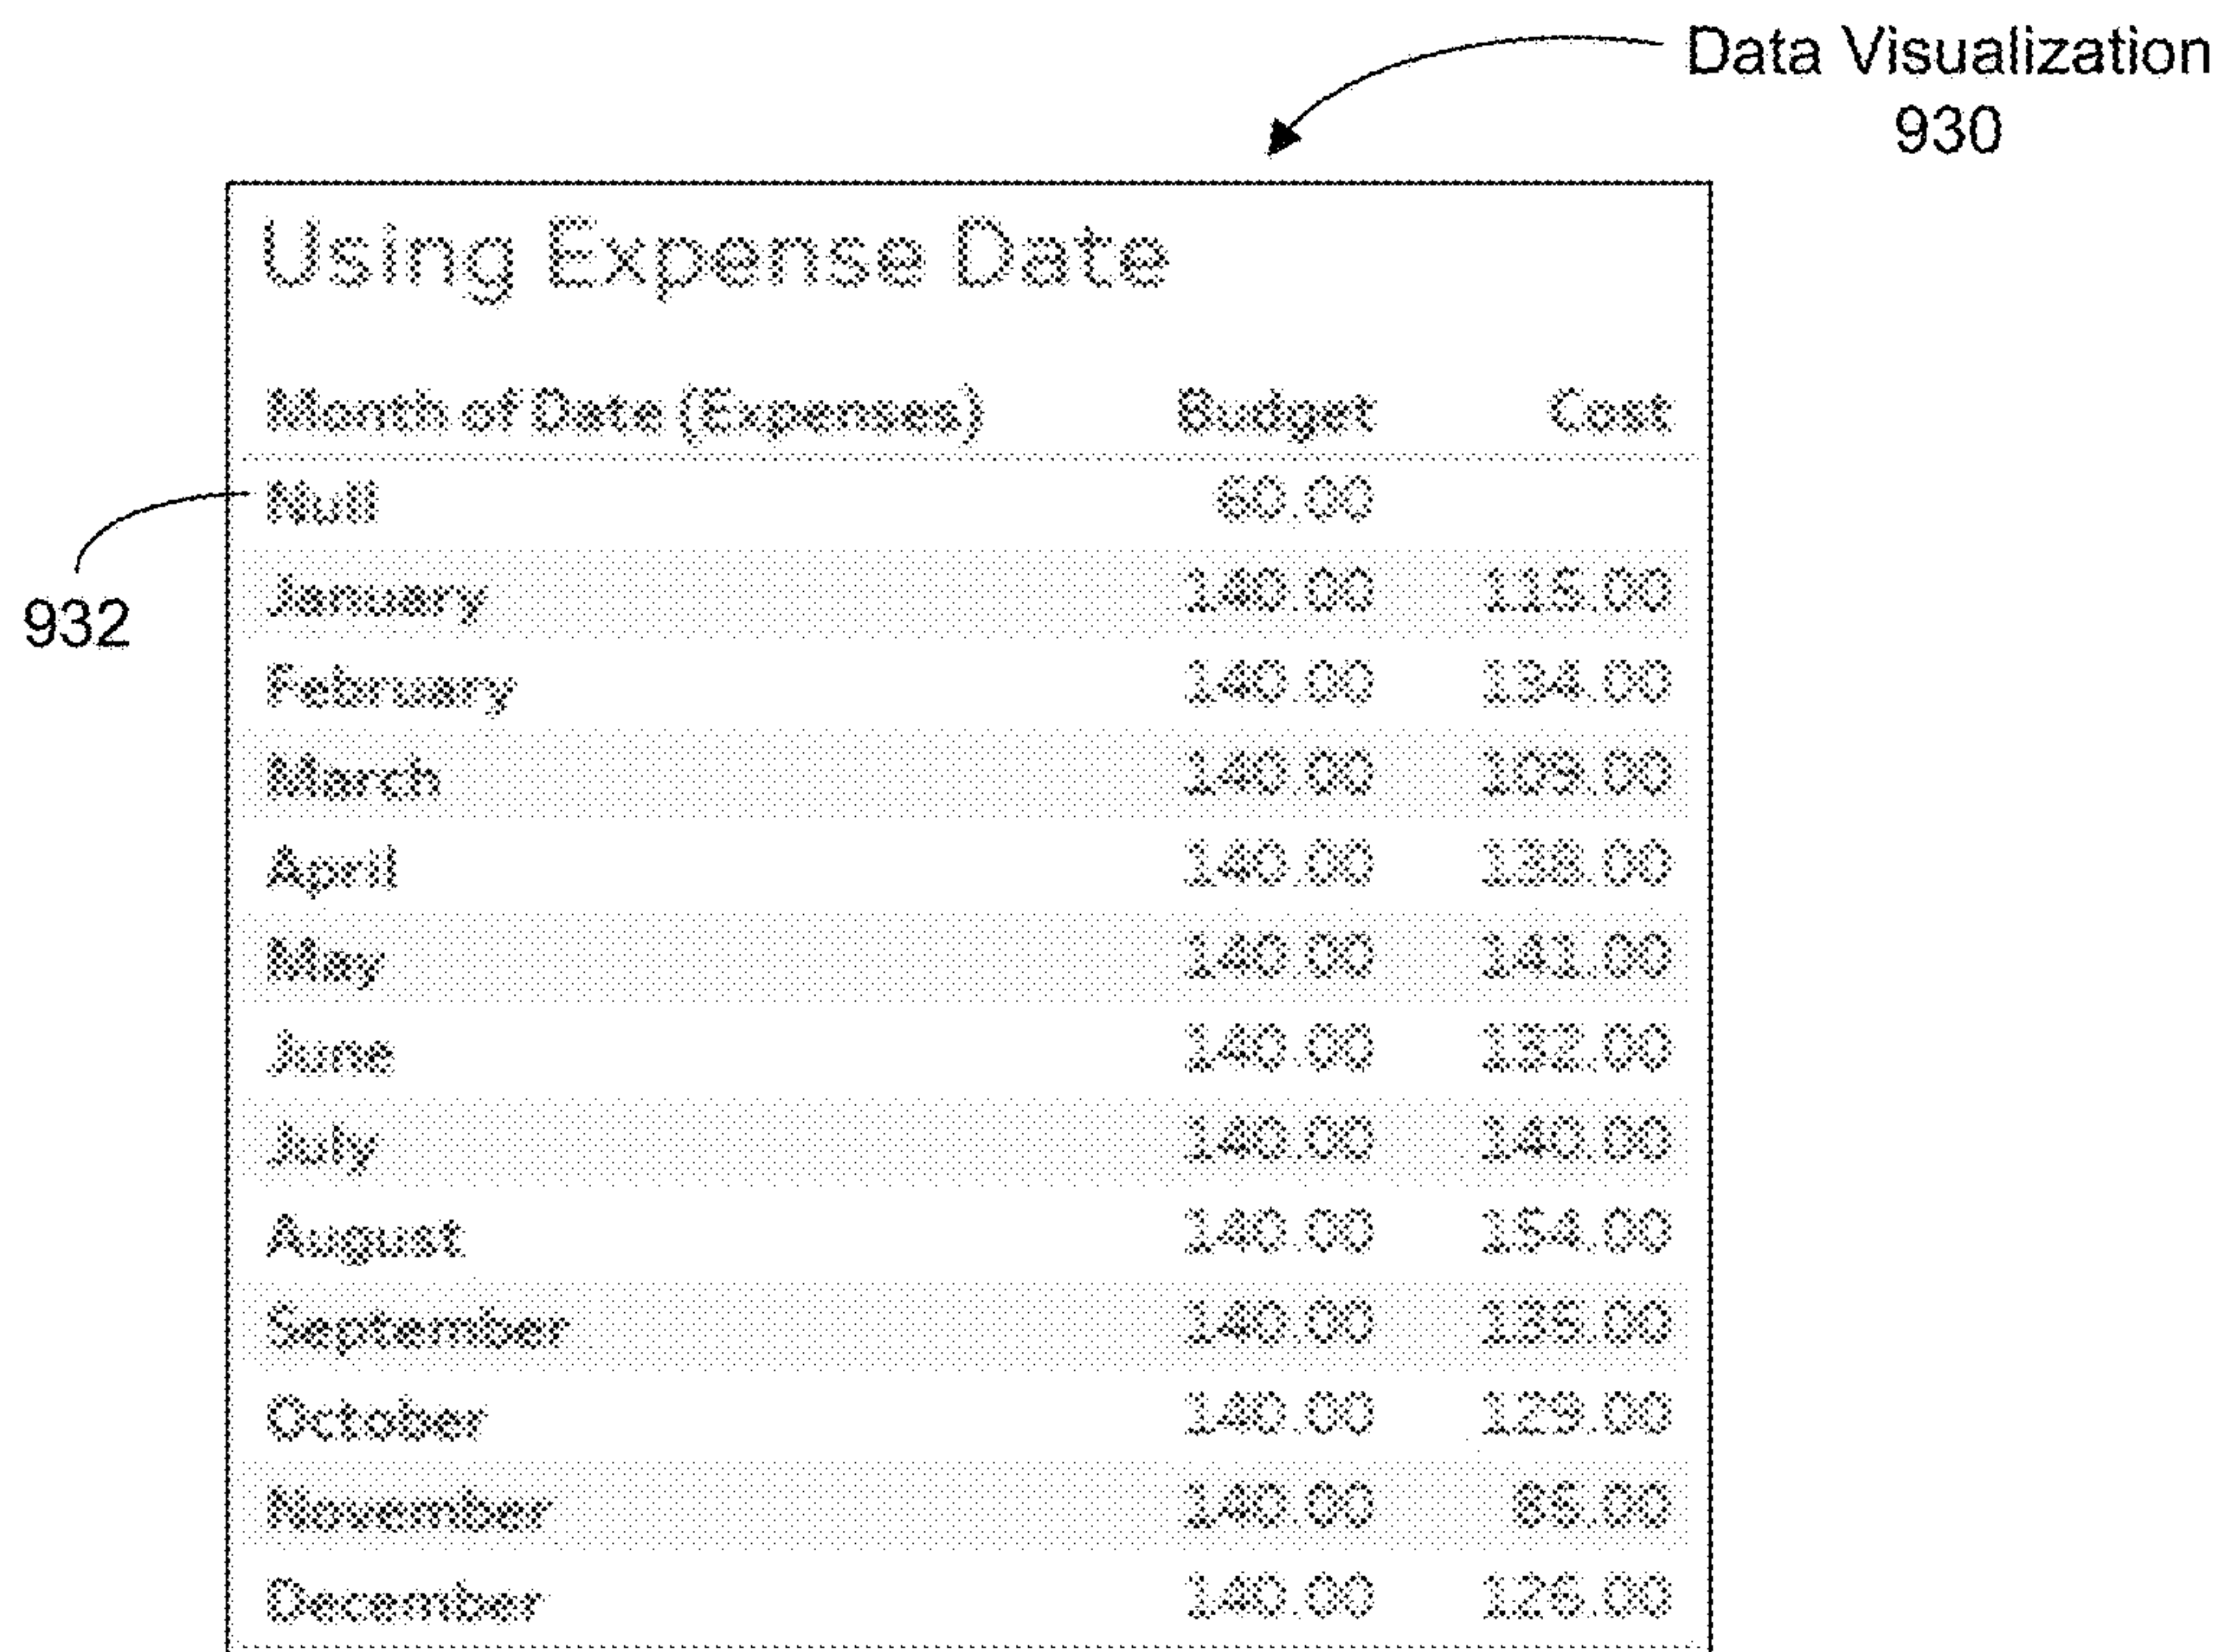 Data Visualization
930
Using Expense Date
Month of Date (Expenses) Budget Cost
Null 60.00
932
January 140.00 115.00
February 140.00 134.00
March 140.00 109.00
April 140.00 138.00
May 140.00 141.00
June 140.00 132.00
July 140.00 140.00
August 140.00 154.00
September 140.00 135.00
October 140.00 129.00
November 140.00
December 140.00 126.00